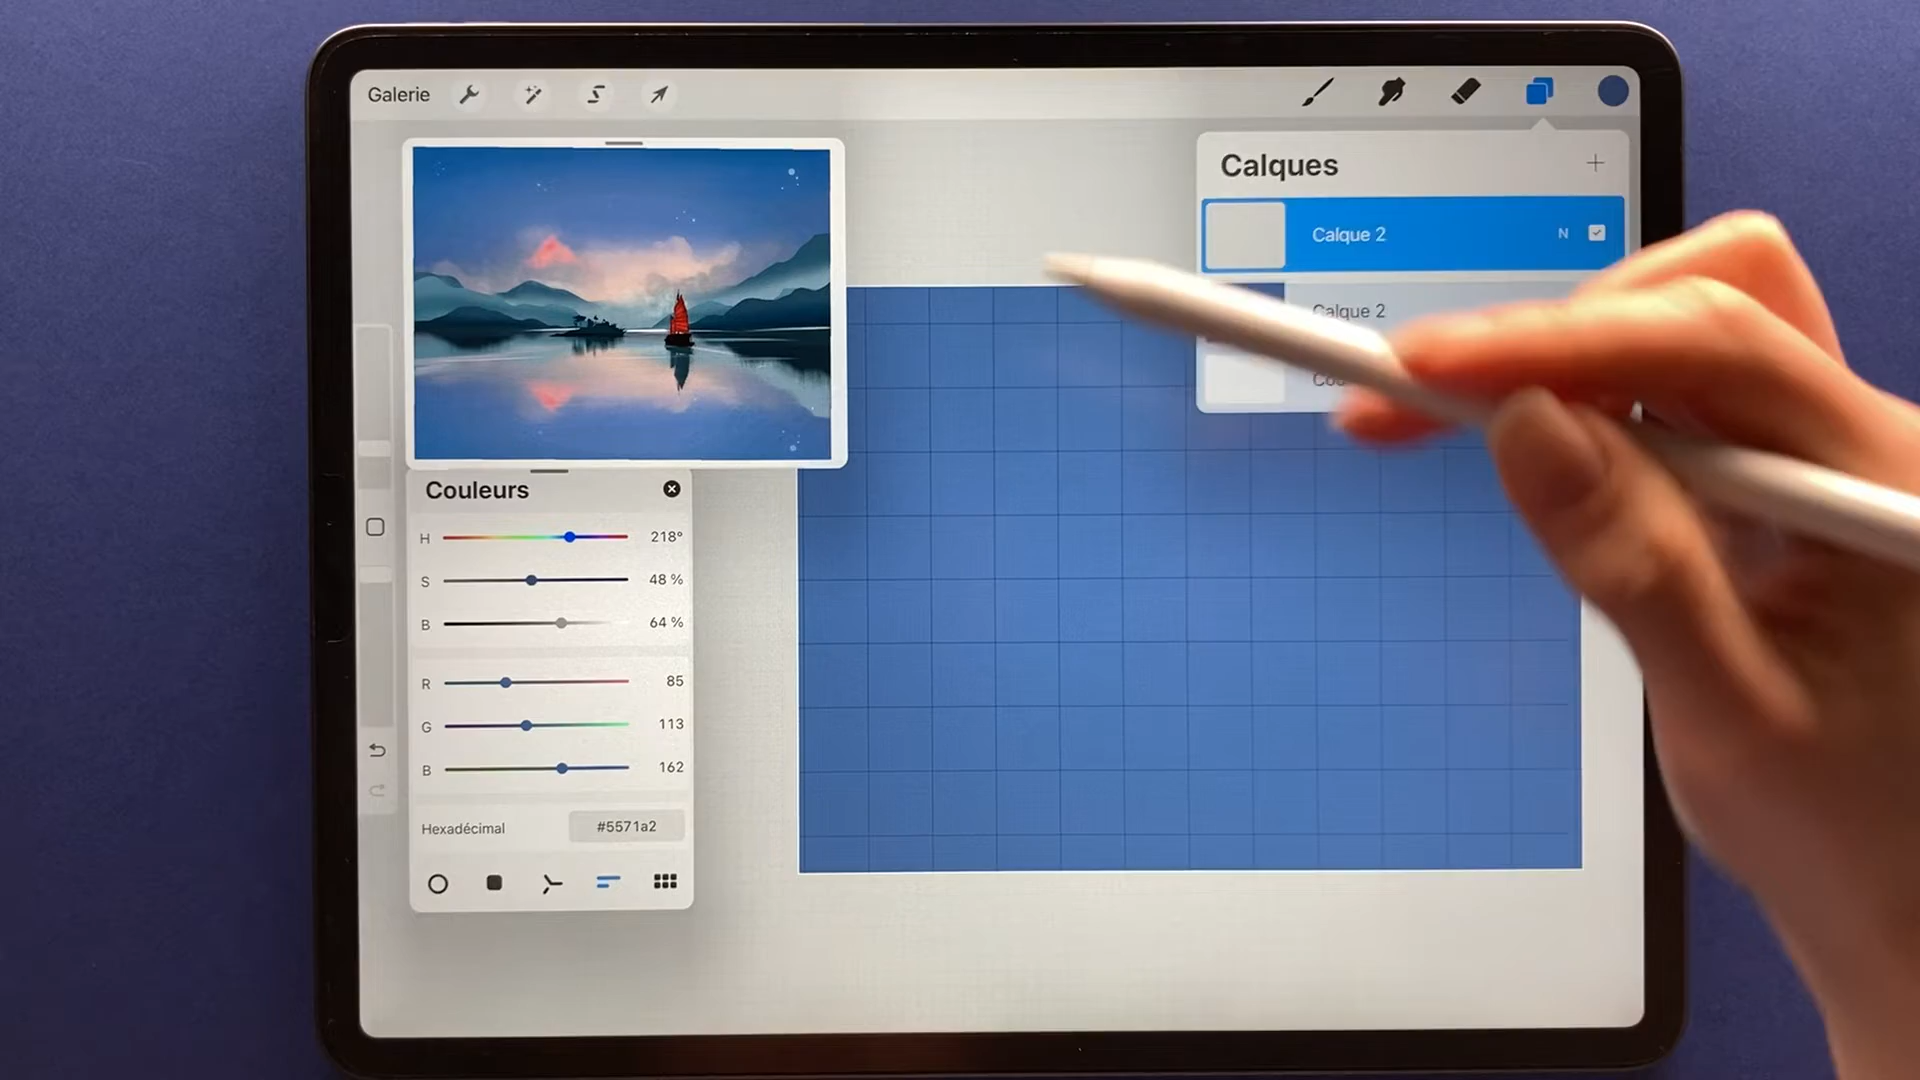 Galerie
Calques
Calque 2 N
Calque 2
Couleurs
H 218°
S 48 %
B 64 %
R 85
G 113
B 162
Hexadécimal #5571a2